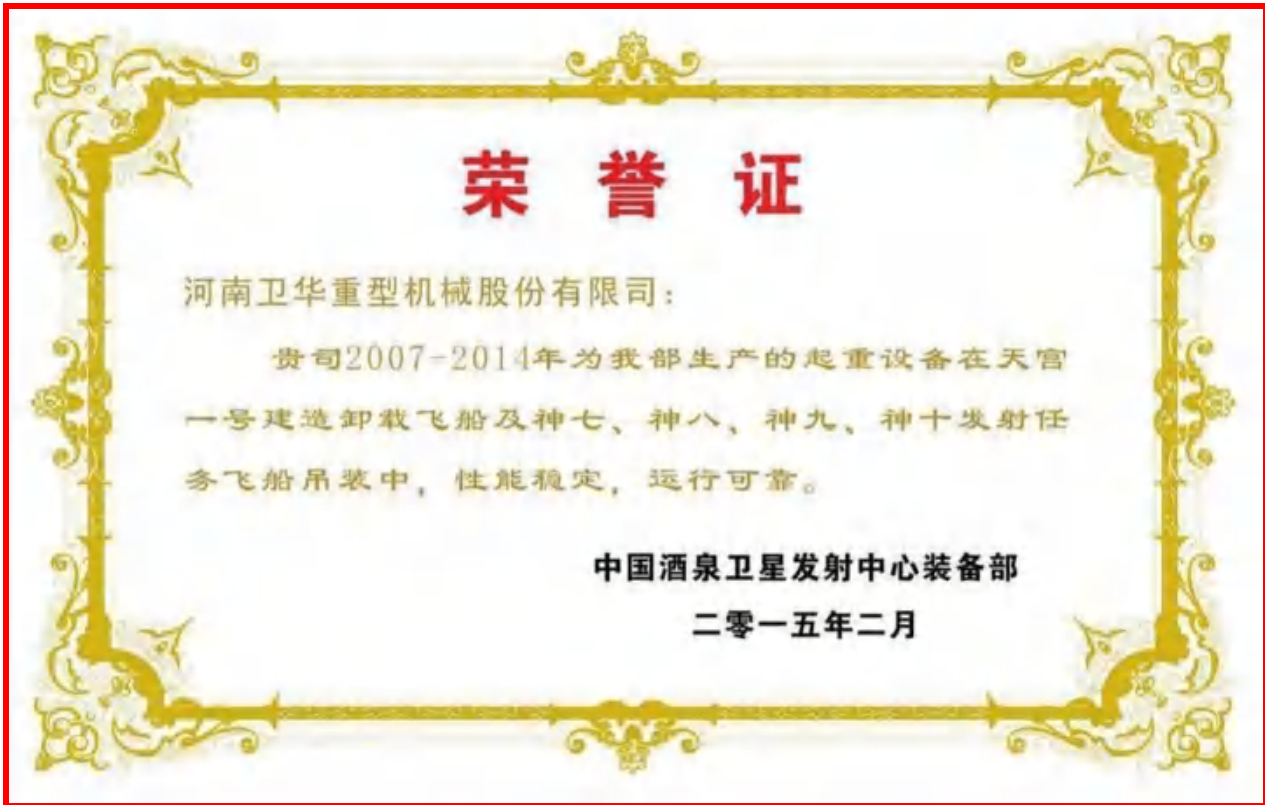 荣誉证
河南卫华重型机械股份有限司：
贵司2007-2014年为我部生产的起重设备在天宫
一号建造卸载飞船及神七、神八、神九、神十发射任
务飞船吊装中，性能稳定，运行可靠。
中国酒泉卫星发射中心装备部
二零一五年二月